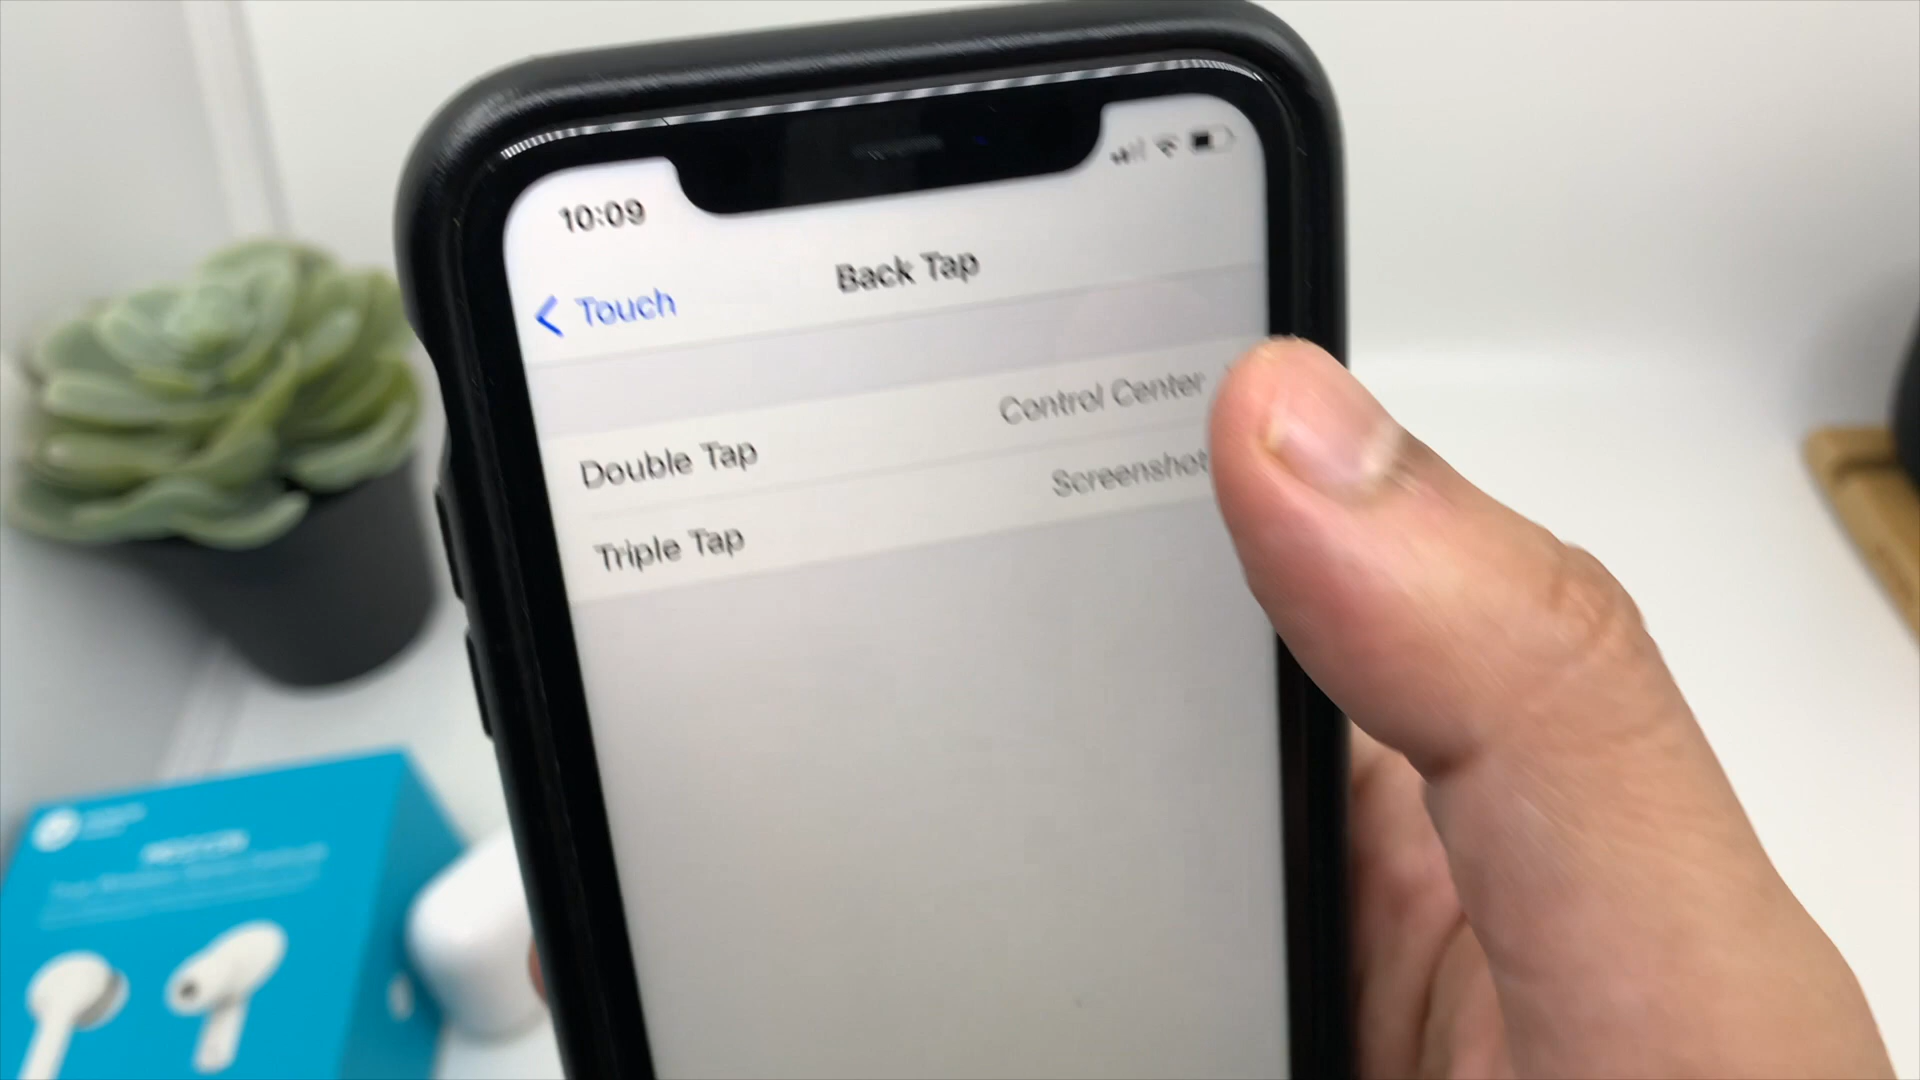 10:09
Back Tap
Touch
Double Tap Control Center
Triple Tap Screenshot